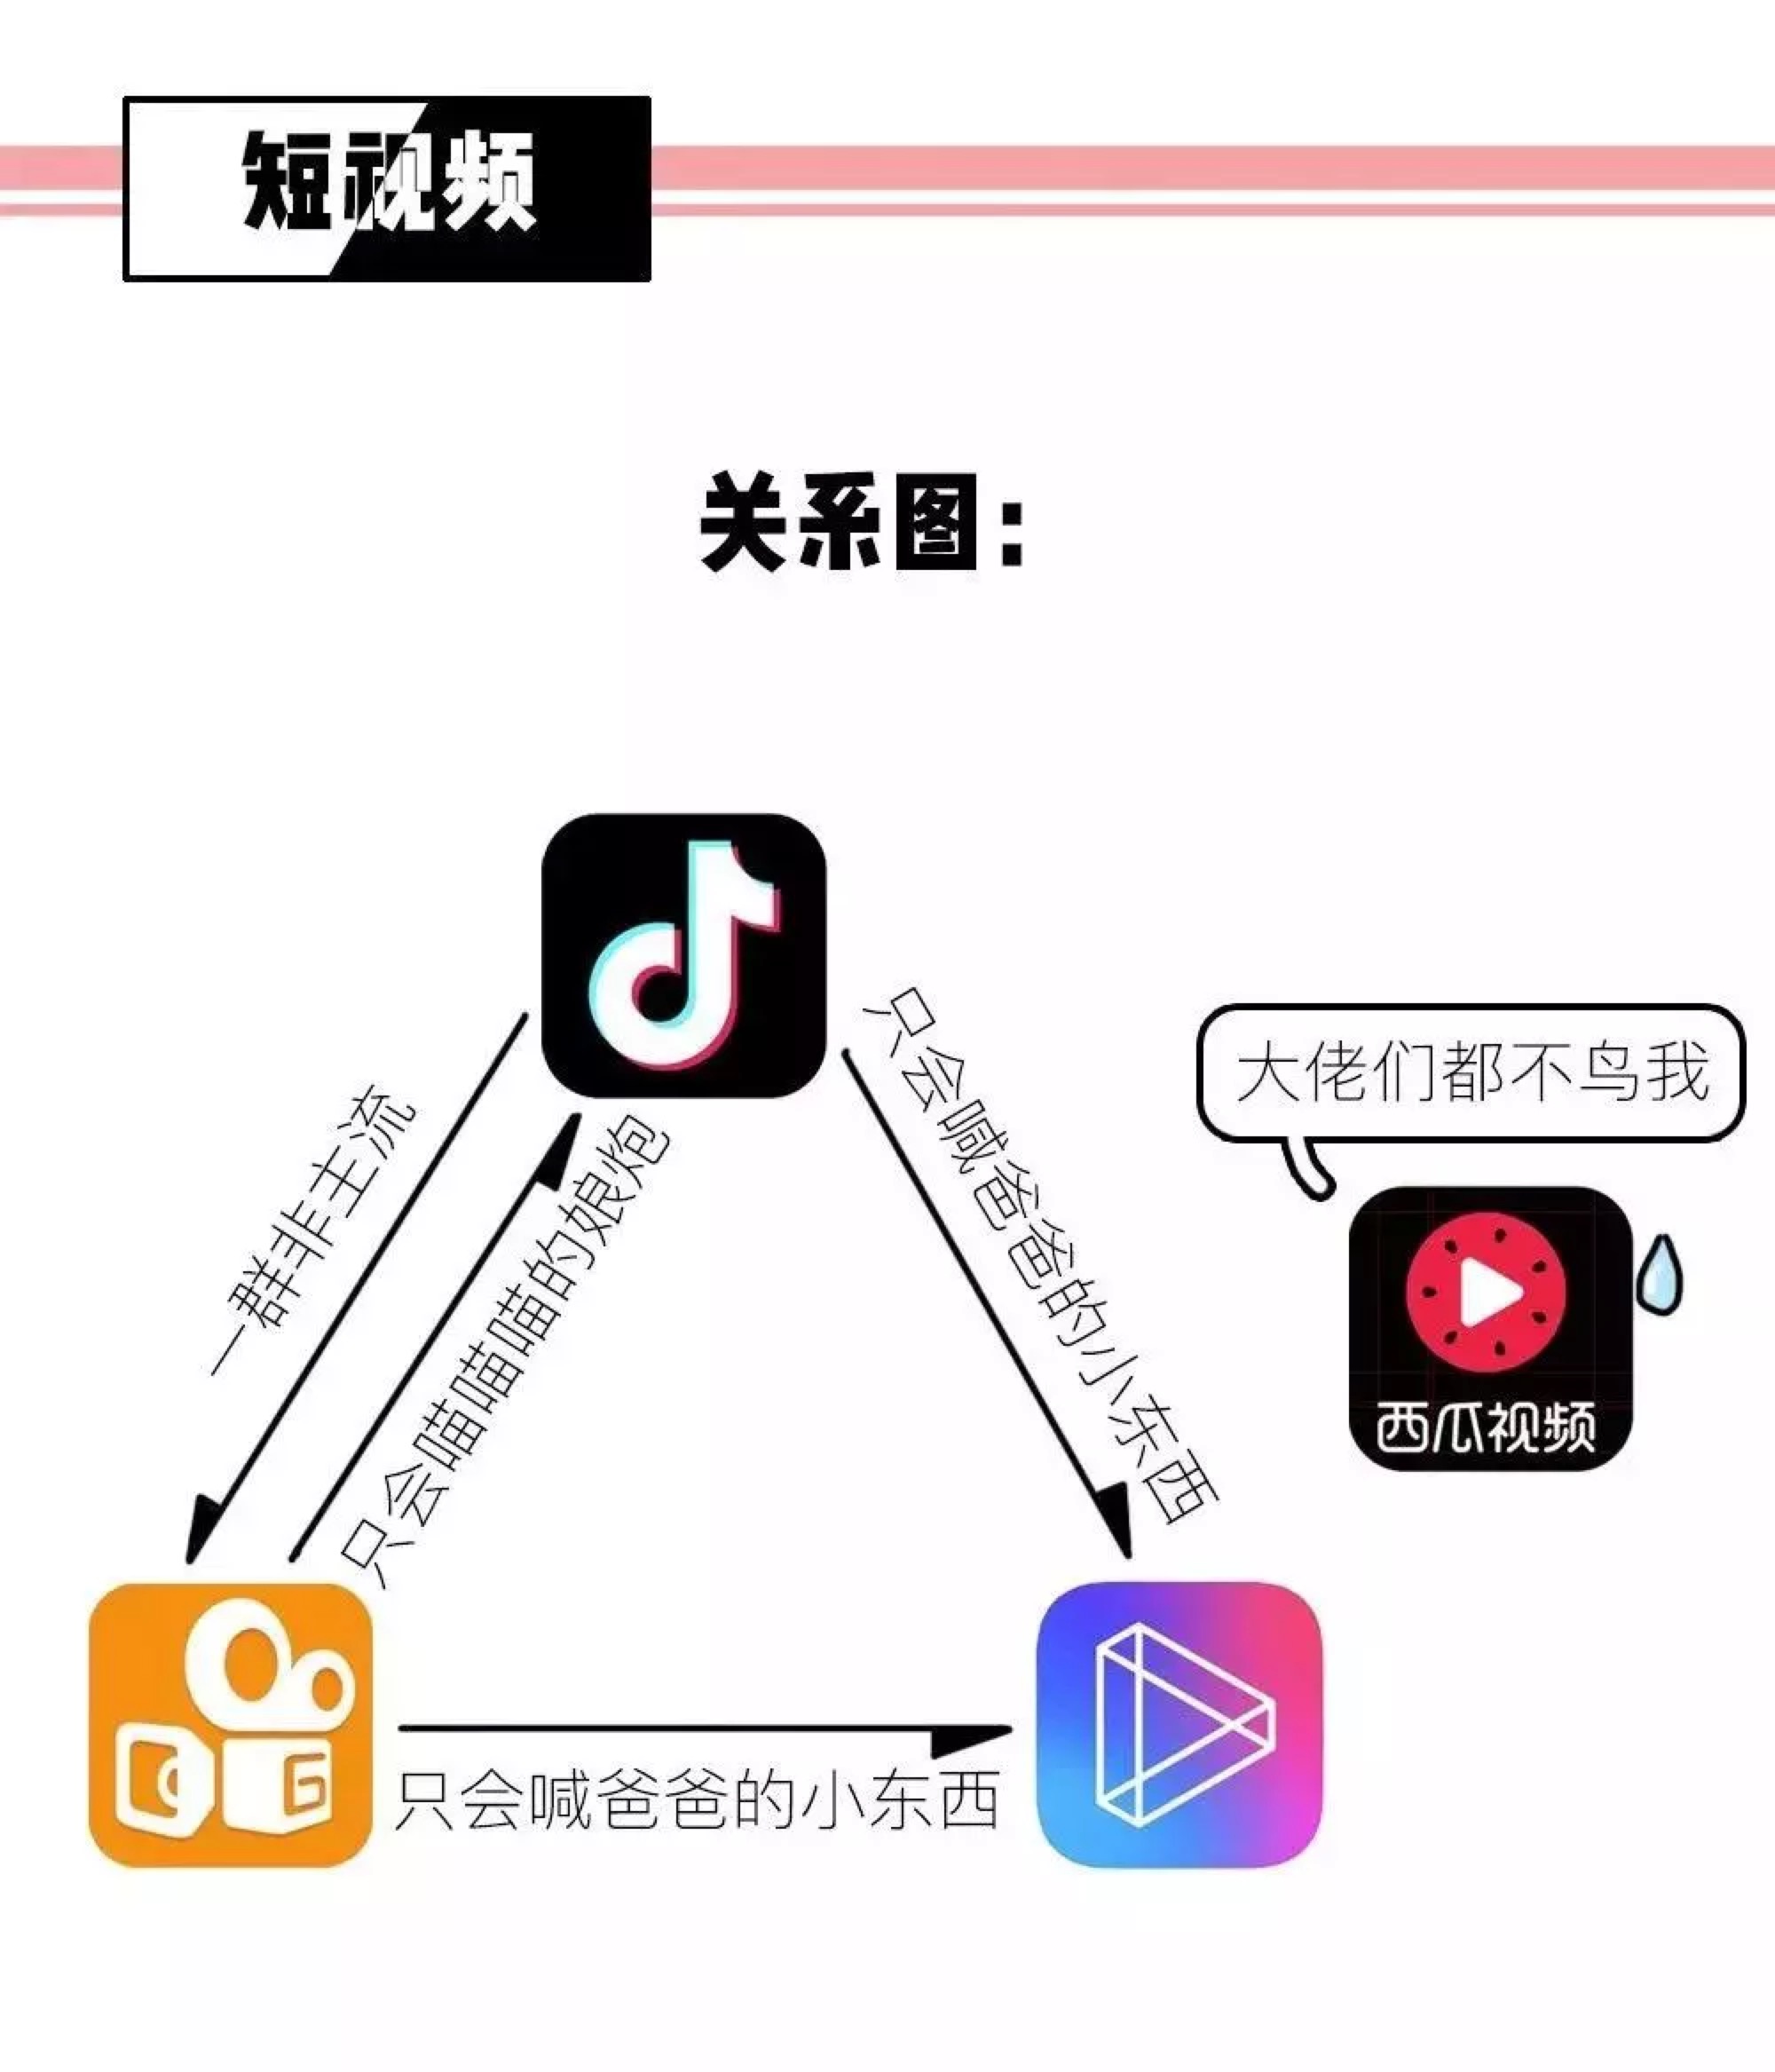 短视频
关系图：
一群非主流
只会喵喵喵的娘炮
只会喊爸爸的小东西
大佬们都不鸟我
西瓜视频
只会喊爸爸的小东西